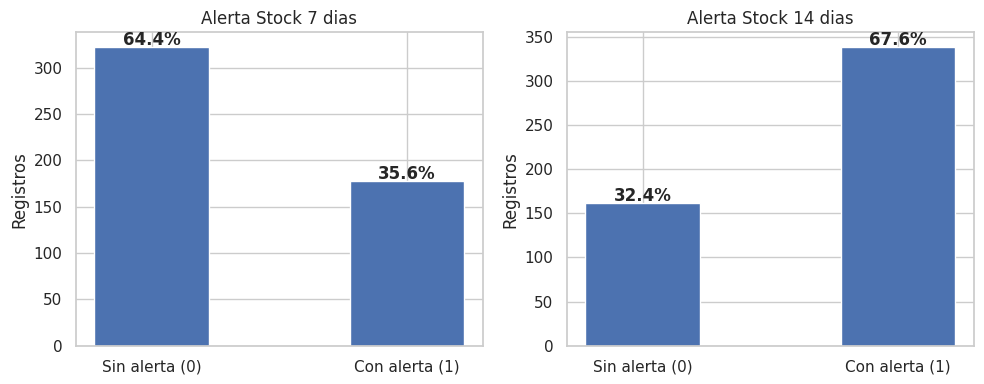 Alerta Stock 7 dias
Registros
300
250
200
150
100
50
0
64.4%
35.6%
Sin alerta (0)
Con alerta (1)
Alerta Stock 14 dias
Registros
350
300
250
200
150
100
50
0
32.4%
67.6%
Sin alerta (0)
Con alerta (1)